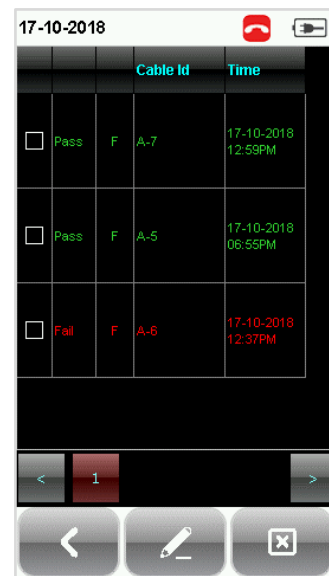 17-10-2018
Cable Id Time
Pass F A-7 17-10-2018
12:59PM
Pass F A-5 17-10-2018
06:55PM
Fail F A-6 17-10-2018
12:37PM
< 1 >